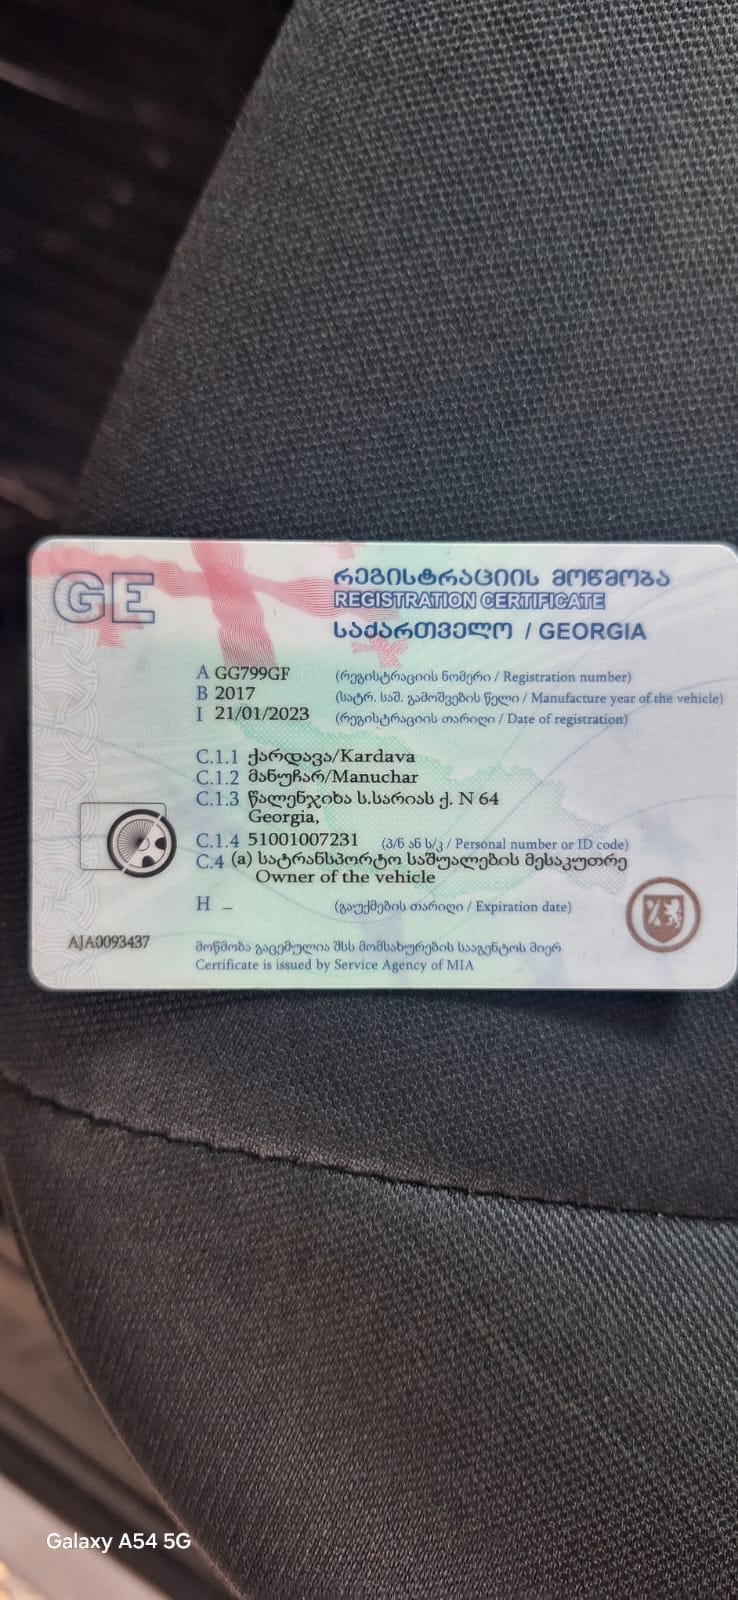 GE
რეგისტრაციის მოწმობა
REGISTRATION CERTIFICATE
საქართველო / GEORGIA
A GG799GF (რეგისტრაციის ნომერი / Registration number)
B 2017 (სატრ. საშ. გამოშვების წელი / Manufacture year of the vehicle)
I 21/01/2023 (რეგისტრაციის თარიღი / Date of registration)
C.1.1 ქარდავა/Kardava
C.1.2 მანუჩარ/Manuchar
C.1.3 წალენჯიხა ს.სარიას ქ. N 64
Georgia,
C.1.4 51001007231 (პ/ნ ან ს/კ / Personal number or ID code)
C.4 (a) სატრანსპორტო საშუალების მესაკუთრე
Owner of the vehicle
H – (გაუქმების თარიღი / Expiration date)
AJA0093437
მოწმობა გაცემულია შსს მომსახურების სააგენტოს მიერ
Certificate is issued by Service Agency of MIA
Galaxy A54 5G